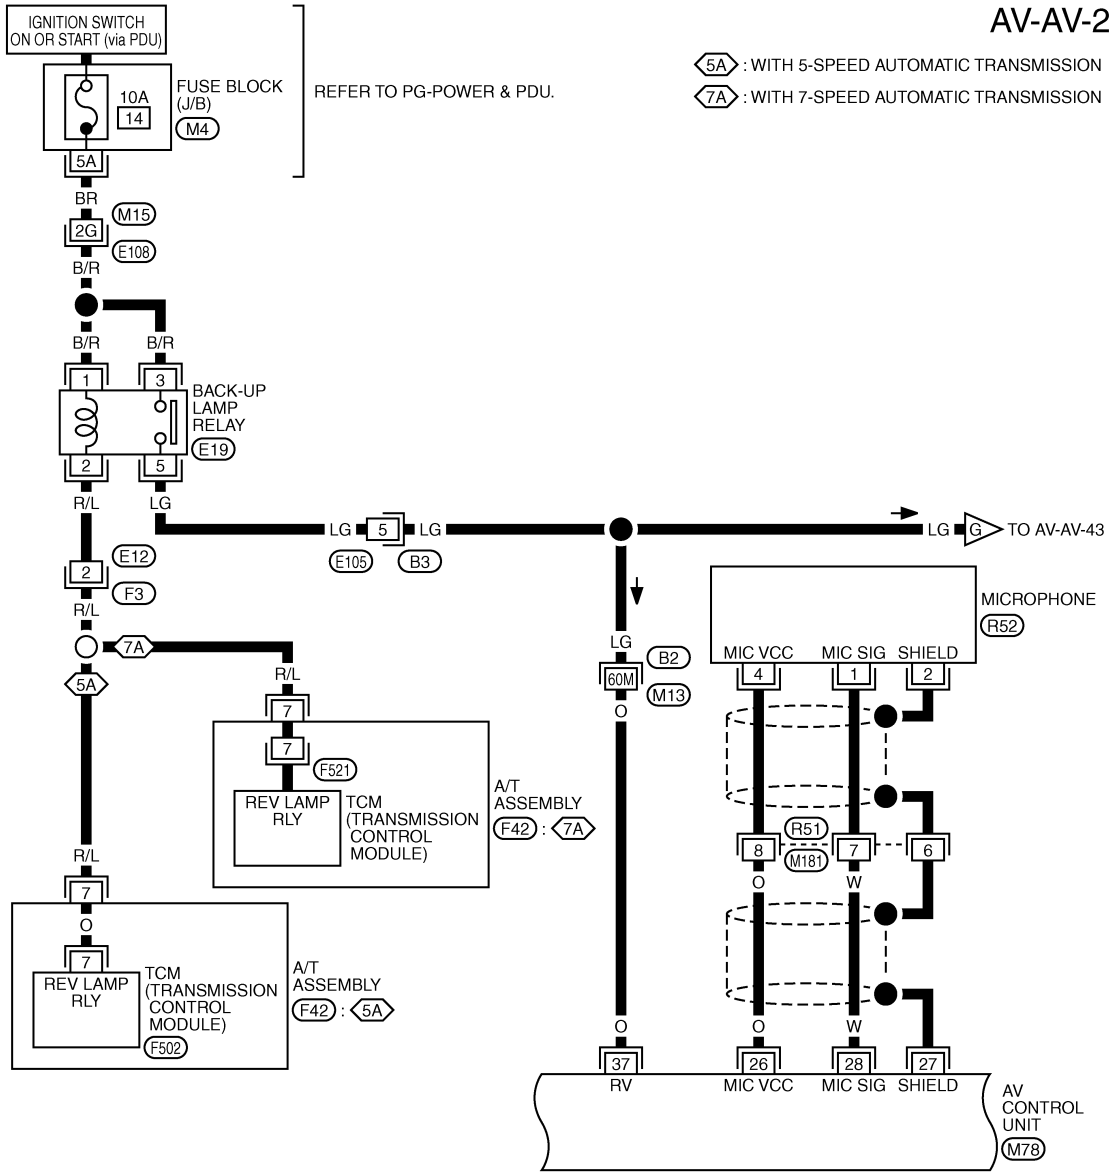 AV-AV-2
IGNITION SWITCH
ON OR START (via PDU)
5A : WITH 5-SPEED AUTOMATIC TRANSMISSION
7A : WITH 7-SPEED AUTOMATIC TRANSMISSION
10A
14
FUSE BLOCK
(J/B)
M4
REFER TO PG-POWER & PDU.
5A
BR
M15
2G
E108
B/R
B/R
B/R
1
3
BACK-UP
LAMP
RELAY
E19
2
5
R/L
LG
LG
5
LG
E105
B3
LG
G
TO AV-AV-43
E12
2
F3
R/L
7A
5A
R/L
7
7
F521
REV LAMP
RLY
TCM
(TRANSMISSION
CONTROL
MODULE)
A/T
ASSEMBLY
F42 : 7A
R/L
7
O
7
REV LAMP
RLY
TCM
(TRANSMISSION
CONTROL
MODULE)
F502
A/T
ASSEMBLY
F42 : 5A
LG
B2
60M
M13
O
O
37
RV
MICROPHONE
R52
MIC VCC
MIC SIG
SHIELD
4
1
2
R51
8
7
6
M181
O
W
O
W
26
28
27
MIC VCC
MIC SIG
SHIELD
AV
CONTROL
UNIT
M78